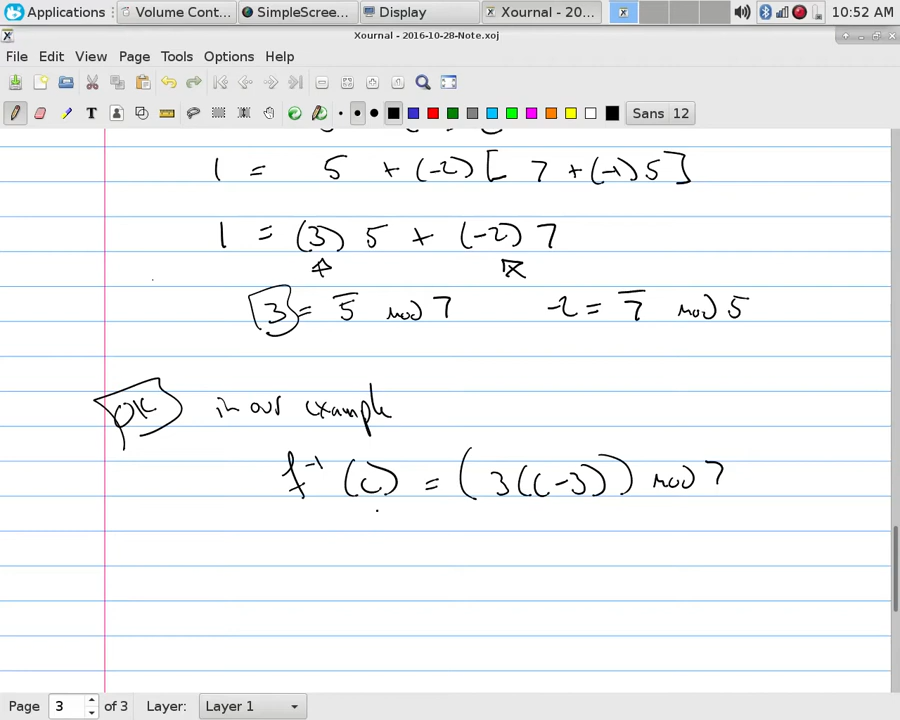 Applications Volume Cont... SimpleScree... Display Xournal - 20... 10:52 AM
Xournal - 2016-10-28-Note.xoj
File Edit View Page Tools Options Help
T Sans 12
1 = 5 + (-2) [ 7 + (-1) 5 ]
1 = (3) 5 + (-2) 7
3 = 5̅ mod 7 -2 = 7̅ mod 5
in our example
f⁻¹ (c) = ( 3(c-3) ) mod 7
Page 3 of 3 Layer: Layer 1